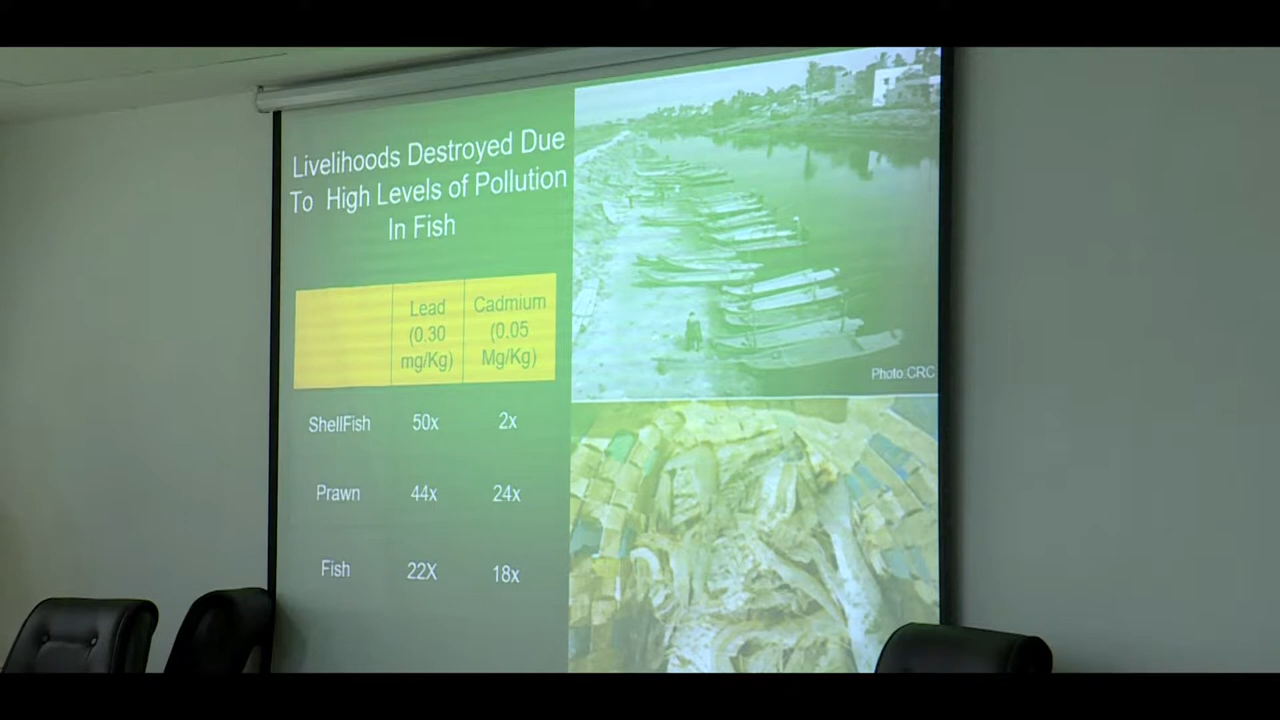 Livelihoods Destroyed Due
To High Levels of Pollution
In Fish
Lead
(0.30
mg/Kg)
Cadmium
(0.05
Mg/Kg)
ShellFish 50x 2x
Prawn 44x 24x
Fish 22X 18x
Photo:CRC